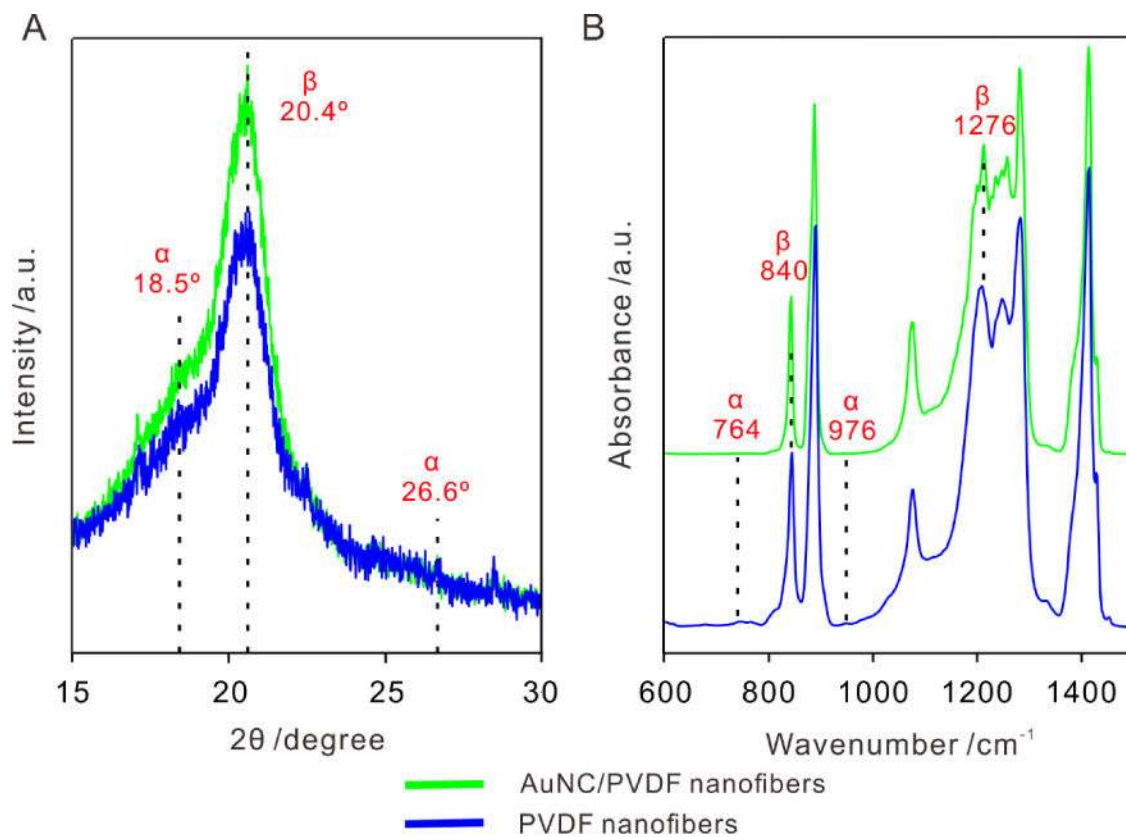 A
Intensity /a.u.
α
18.5º
β
20.4º
α
26.6º
15
20
25
30
2θ /degree
B
Absorbance /a.u.
α
764
β
840
α
976
β
1276
600
800
1000
1200
1400
Wavenumber /cm⁻¹
AuNC/PVDF nanofibers
PVDF nanofibers